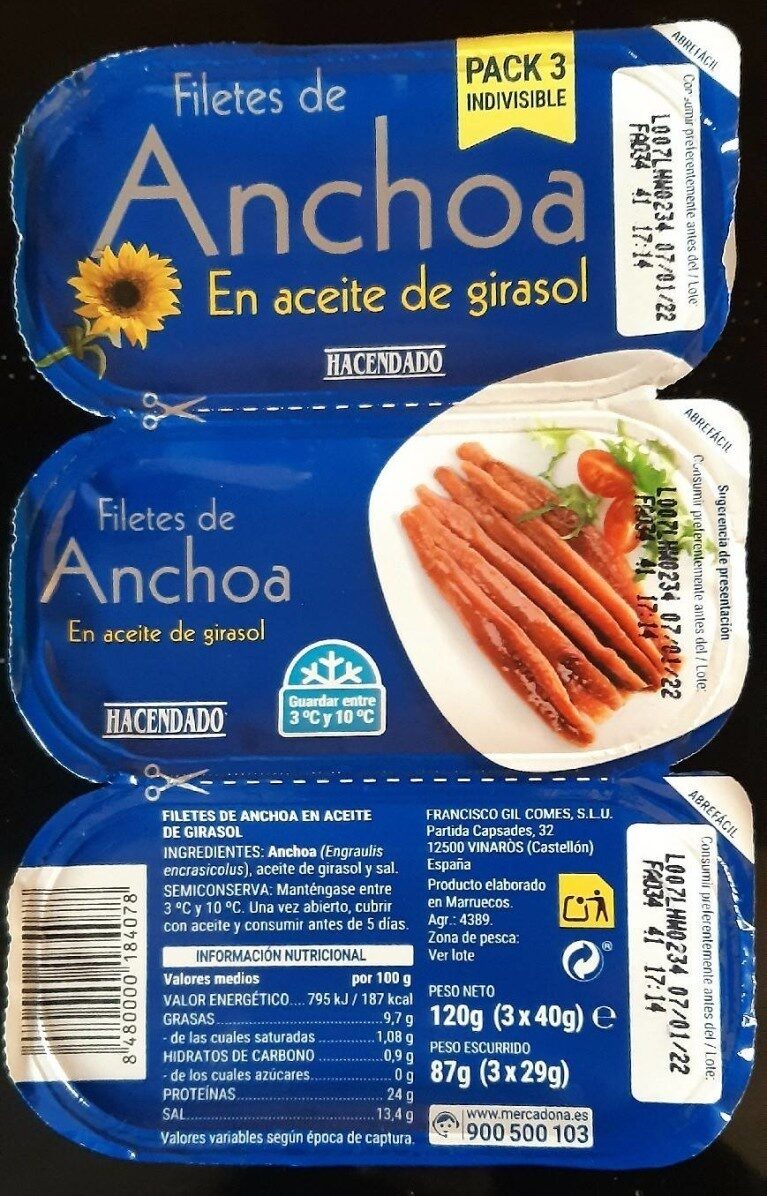 Filetes de
Anchoa
En aceite de girasol
HACENDADO
PACK 3
INDIVISIBLE
ABREFÁCIL
Consumir preferentemente antes del / Lote:
L007LHW0234 07/01/22
FA034 41 17:14
Filetes de
Anchoa
En aceite de girasol
HACENDADO
Guardar entre
3 ºC y 10 ºC
ABREFÁCIL
Sugerencia de presentación
Consumir preferentemente antes del / Lote:
L007LHW0234 07/01/22
FA034 41 17:14
FILETES DE ANCHOA EN ACEITE
DE GIRASOL
INGREDIENTES: Anchoa (Engraulis
encrasicolus), aceite de girasol y sal.
SEMICONSERVA: Manténgase entre
3 ºC y 10 ºC. Una vez abierto, cubrir
con aceite y consumir antes de 5 días.
INFORMACIÓN NUTRICIONAL
Valores medios por 100 g
VALOR ENERGÉTICO.... 795 kJ / 187 kcal
GRASAS 9,7 g
- de las cuales saturadas 1,08 g
HIDRATOS DE CARBONO 0,9 g
- de los cuales azúcares 0 g
PROTEÍNAS 24 g
SAL 13,4 g
Valores variables según época de captura.
FRANCISCO GIL COMES, S.L.U.
Partida Capsades, 32
12500 VINARÒS (Castellón)
España
Producto elaborado
en Marruecos.
Agr.: 4389.
Zona de pesca:
Ver lote
PESO NETO
120g (3 x 40g) e
PESO ESCURRIDO
87g (3 x 29g)
www.mercadona.es
900 500 103
ABREFÁCIL
Consumir preferentemente antes del / Lote:
L007LHW0234 07/01/22
FA034 41 17:14
8 480000 184078